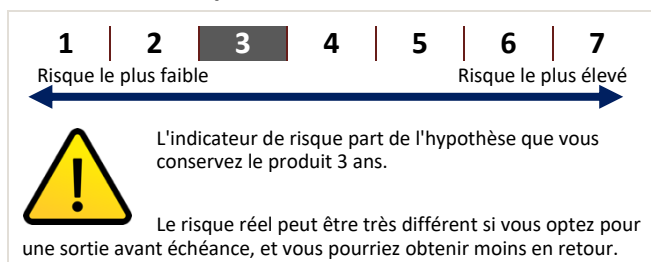 1 2 3 4 5 6 7
Risque le plus faible Risque le plus élevé
L'indicateur de risque part de l'hypothèse que vous
conservez le produit 3 ans.
Le risque réel peut être très différent si vous optez pour
une sortie avant échéance, et vous pourriez obtenir moins en retour.